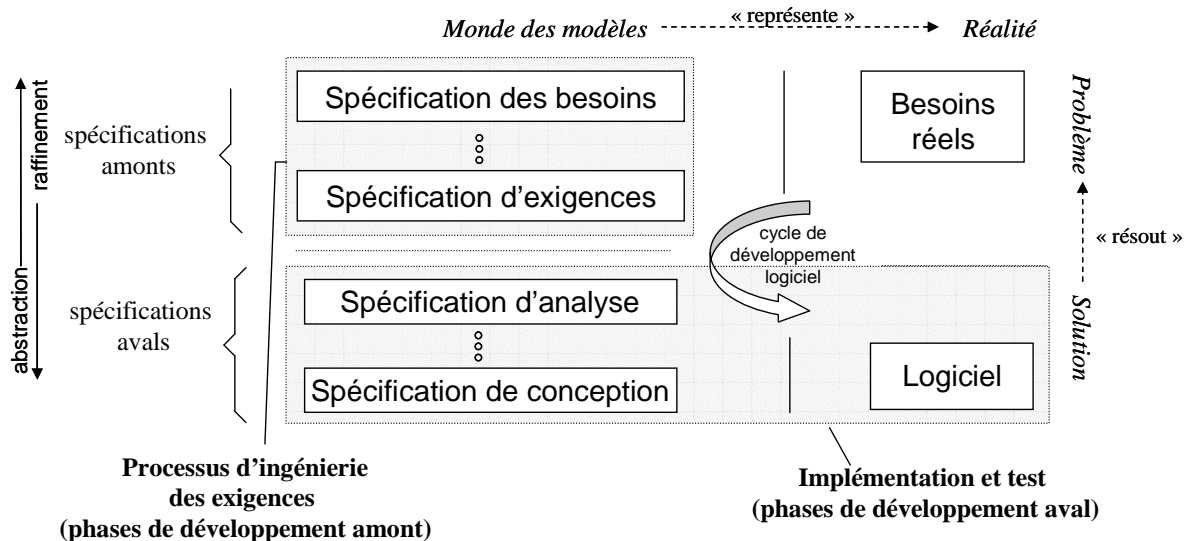 « représente »
Monde des modèles
Réalité
abstraction
raffinement
spécifications
amonts
Spécification des besoins
Spécification d'exigences
Besoins
réels
Problème
« résout »
Solution
cycle de
développement
logiciel
spécifications
avals
Spécification d'analyse
Spécification de conception
Logiciel
Processus d'ingénierie
des exigences
(phases de développement amont)
Implémentation et test
(phases de développement aval)